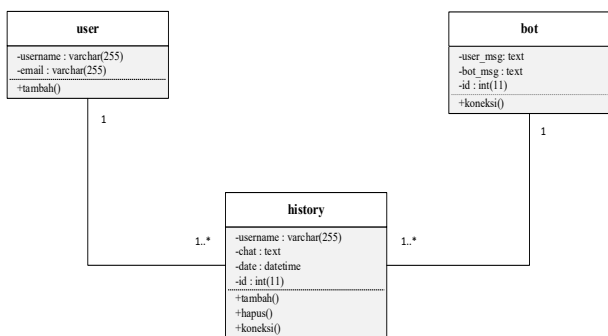 user
-username : varchar(255)
-email : varchar(255)
+tambah()
1
bot
-user_msg: text
-bot_msg : text
-id : int(11)
+koneksi()
1
1..*
1..*
history
-username : varchar(255)
-chat : text
-date : datetime
-id : int(11)
+tambah()
+hapus()
+koneksi()